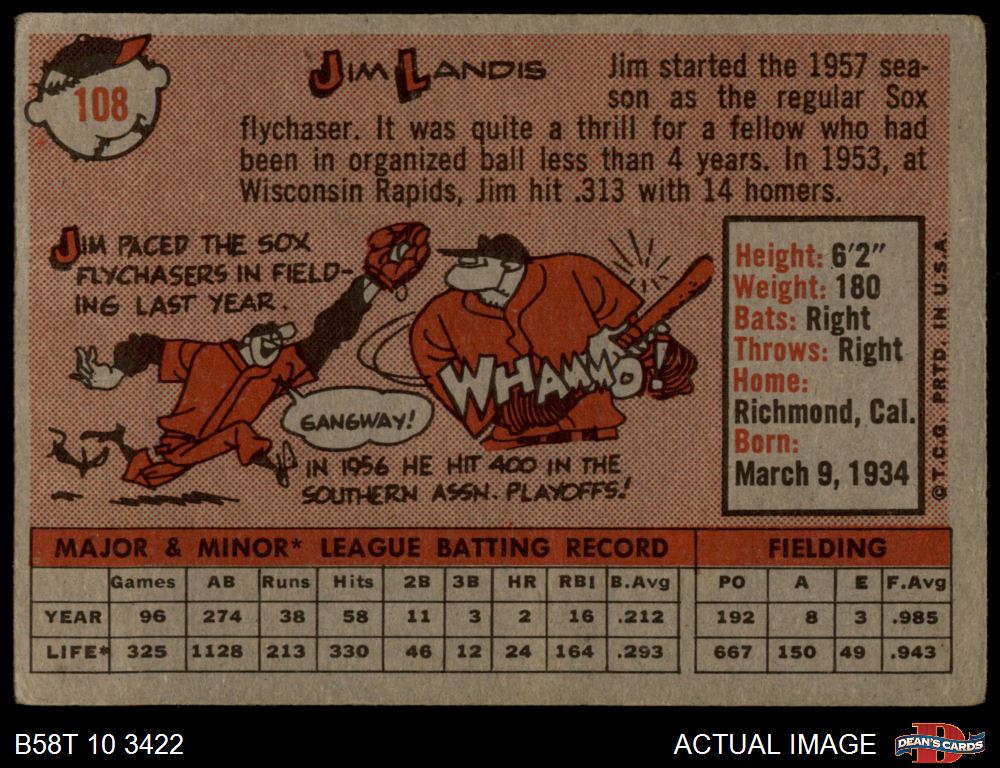 108
JIM LANDIS
Jim started the 1957 sea-
son as the regular Sox
flychaser. It was quite a thrill for a fellow who had
been in organized ball less than 4 years. In 1953, at
Wisconsin Rapids, Jim hit .313 with 14 homers.
JIM PACED THE SOX
FLYCHASERS IN FIELD-
ING LAST YEAR.
GANGWAY!
WHAMMO!
IN 1956 HE HIT 400 IN THE
SOUTHERN ASSN. PLAYOFFS!
Height: 6'2"
Weight: 180
Bats: Right
Throws: Right
Home:
Richmond, Cal.
Born:
March 9, 1934
© T.C.G. PRTD. IN U.S.A.
MAJOR & MINOR* LEAGUE BATTING RECORD FIELDING
Games AB Runs Hits 2B 3B HR RBI B.Avg PO A E F.Avg
YEAR 96 274 38 58 11 3 2 16 .212 192 8 3 .985
LIFE* 325 1128 213 330 46 12 24 164 .293 667 150 49 .943
B58T 10 3422
ACTUAL IMAGE
D
DEAN'S CARDS